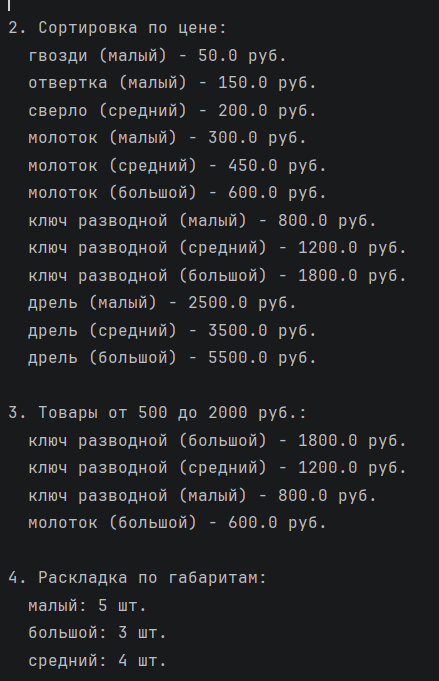 2. Сортировка по цене:
гвозди (малый) - 50.0 руб.
отвертка (малый) - 150.0 руб.
сверло (средний) - 200.0 руб.
молоток (малый) - 300.0 руб.
молоток (средний) - 450.0 руб.
молоток (большой) - 600.0 руб.
ключ разводной (малый) - 800.0 руб.
ключ разводной (средний) - 1200.0 руб.
ключ разводной (большой) - 1800.0 руб.
дрель (малый) - 2500.0 руб.
дрель (средний) - 3500.0 руб.
дрель (большой) - 5500.0 руб.
3. Товары от 500 до 2000 руб.:
ключ разводной (большой) - 1800.0 руб.
ключ разводной (средний) - 1200.0 руб.
ключ разводной (малый) - 800.0 руб.
молоток (большой) - 600.0 руб.
4. Раскладка по габаритам:
малый: 5 шт.
большой: 3 шт.
средний: 4 шт.